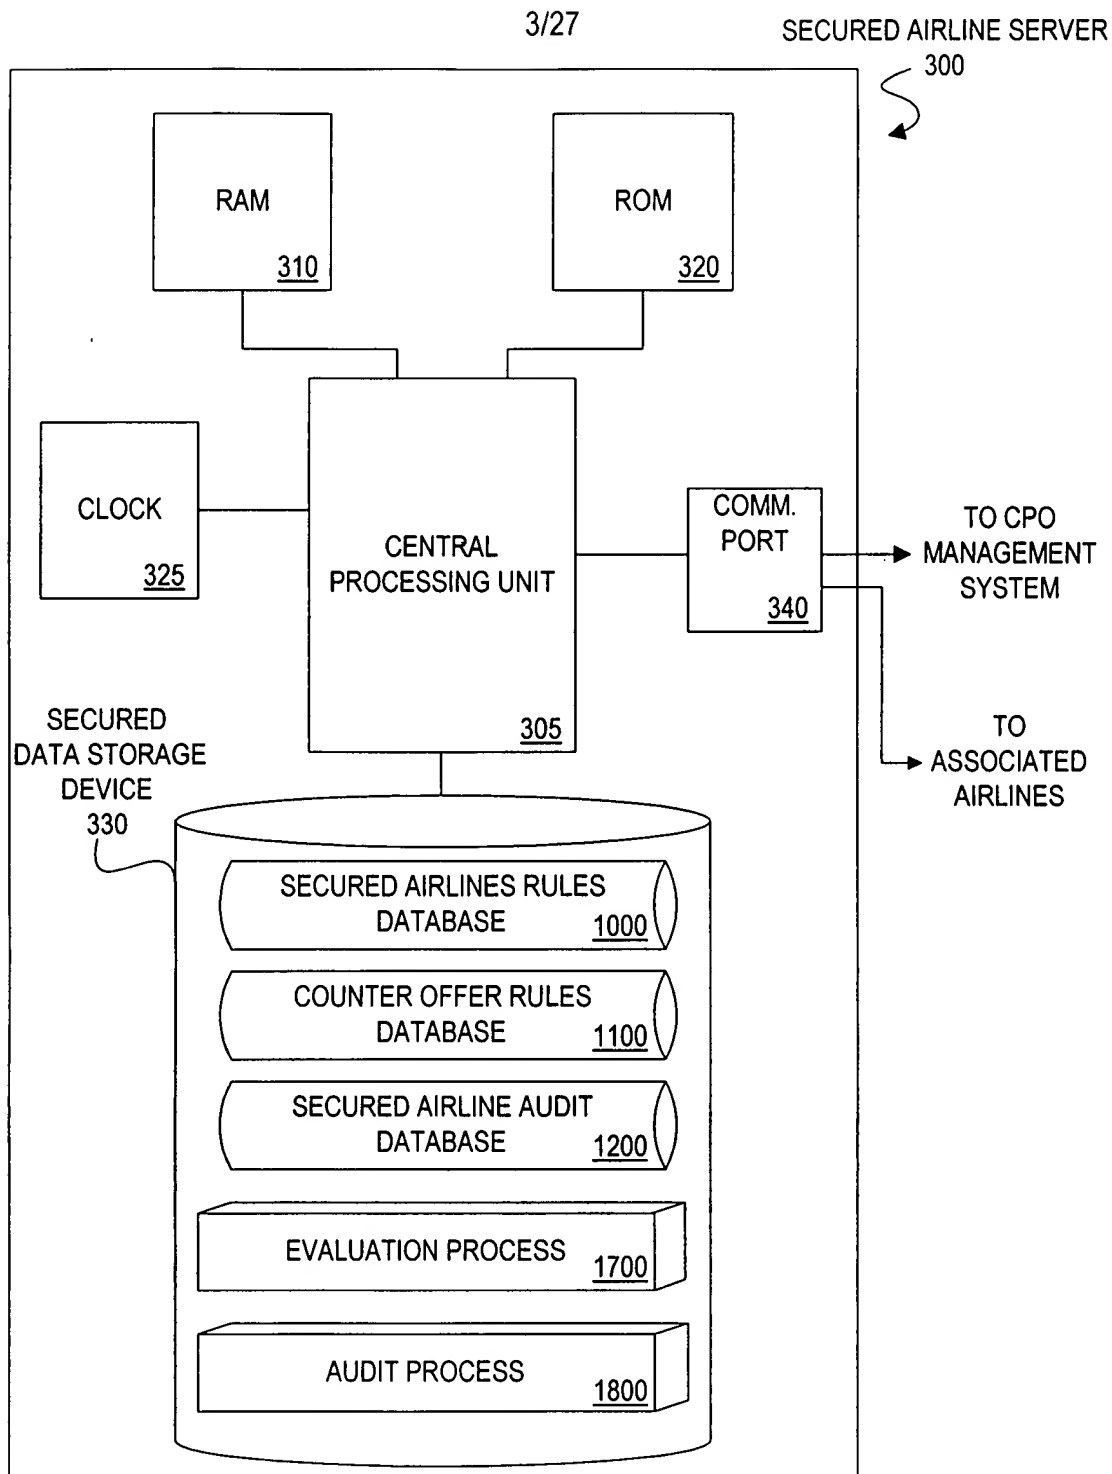 3/27
SECURED AIRLINE SERVER
300
RAM
310
ROM
320
CLOCK
325
CENTRAL
PROCESSING UNIT
305
COMM.
PORT
340
TO CPO
MANAGEMENT
SYSTEM
TO
ASSOCIATED
AIRLINES
SECURED
DATA STORAGE
DEVICE
330
SECURED AIRLINES RULES
DATABASE
1000
COUNTER OFFER RULES
DATABASE
1100
SECURED AIRLINE AUDIT
DATABASE
1200
EVALUATION PROCESS
1700
AUDIT PROCESS
1800